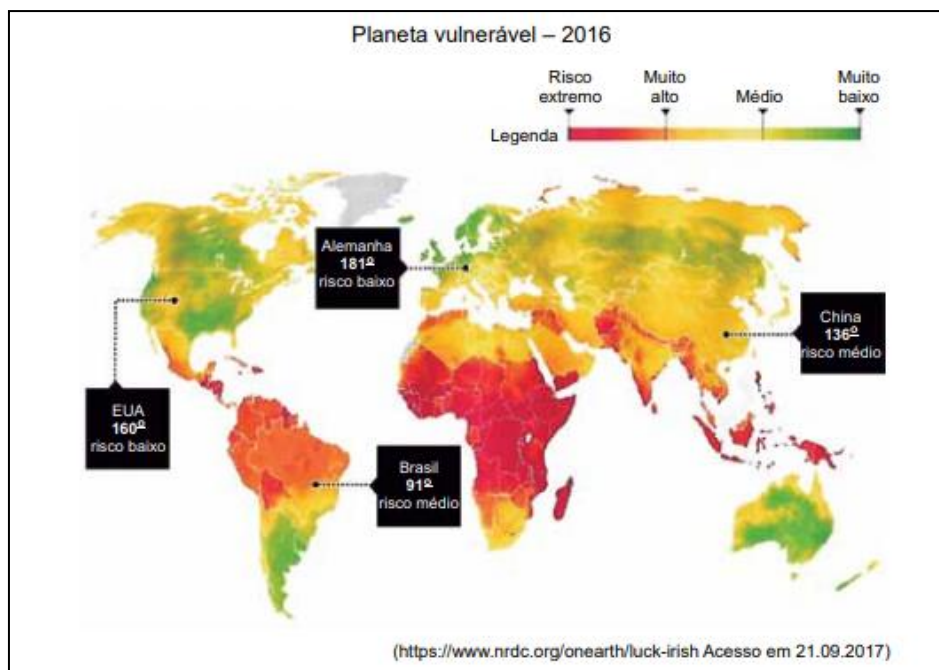 Planeta vulnerável – 2016
Risco extremo
Muito alto
Médio
Muito baixo
Legenda
Alemanha
181º
risco baixo
China
136º
risco médio
EUA
160º
risco baixo
Brasil
91º
risco médio
(https://www.nrdc.org/onearth/luck-irish Acesso em 21.09.2017)